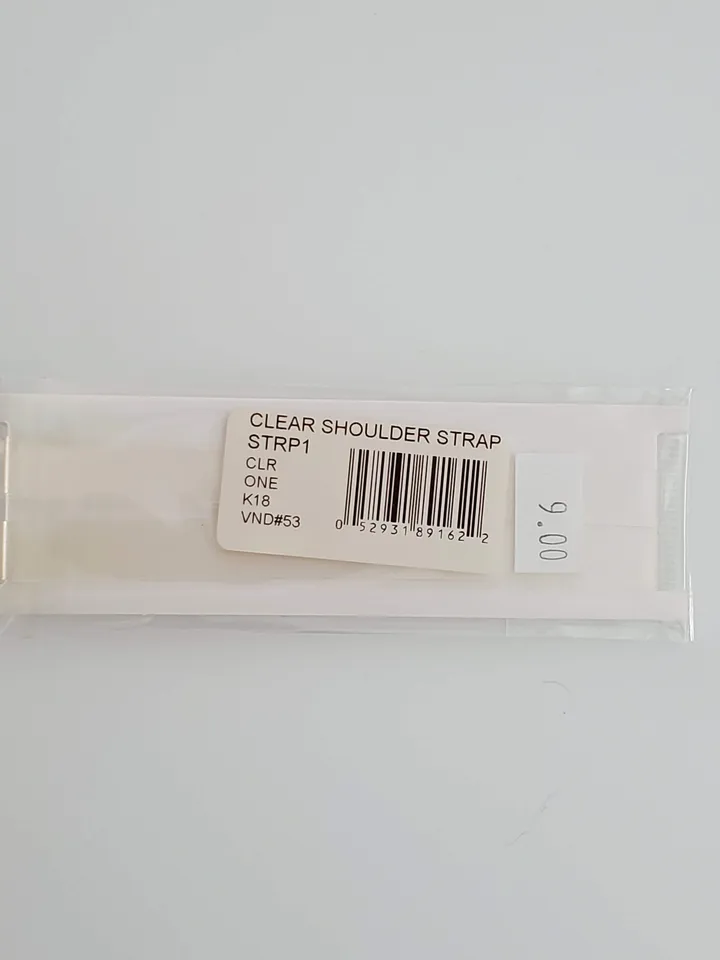 CLEAR SHOULDER STRAP
STRP1
CLR
ONE
K18
VND#53
0 52931 89162 2
9.00